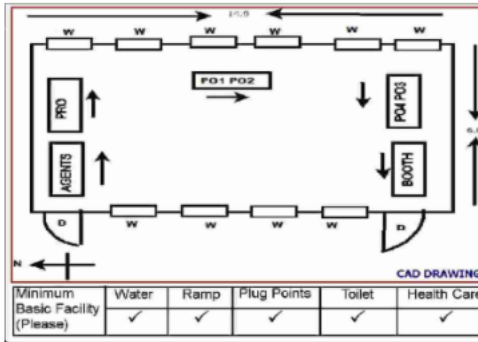 W W W W W W
PO1 PO2
PRO
PO4 PO3
AGENTS
BOOTH
D W W W W D
N
CAD DRAWING
Minimum Basic Facility (Please) Water Ramp Plug Points Toilet Health Care
✓ ✓ ✓ ✓ ✓